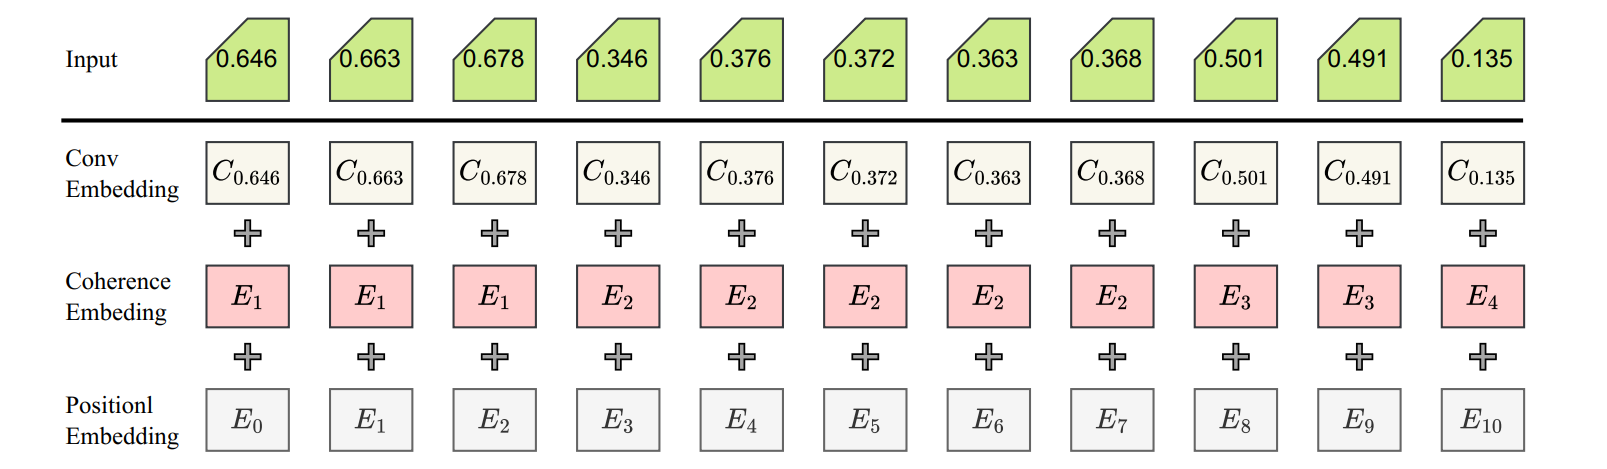 Input 0.646 0.663 0.678 0.346 0.376 0.372 0.363 0.368 0.501 0.491 0.135
Conv
Embedding
C0.646 C0.663 C0.678 C0.346 C0.376 C0.372 C0.363 C0.368 C0.501 C0.491 C0.135
+ + + + + + + + + + +
Coherence
Embeding
E1 E1 E1 E2 E2 E2 E2 E2 E3 E3 E4
+ + + + + + + + + + +
Positionl
Embedding
E0 E1 E2 E3 E4 E5 E6 E7 E8 E9 E10